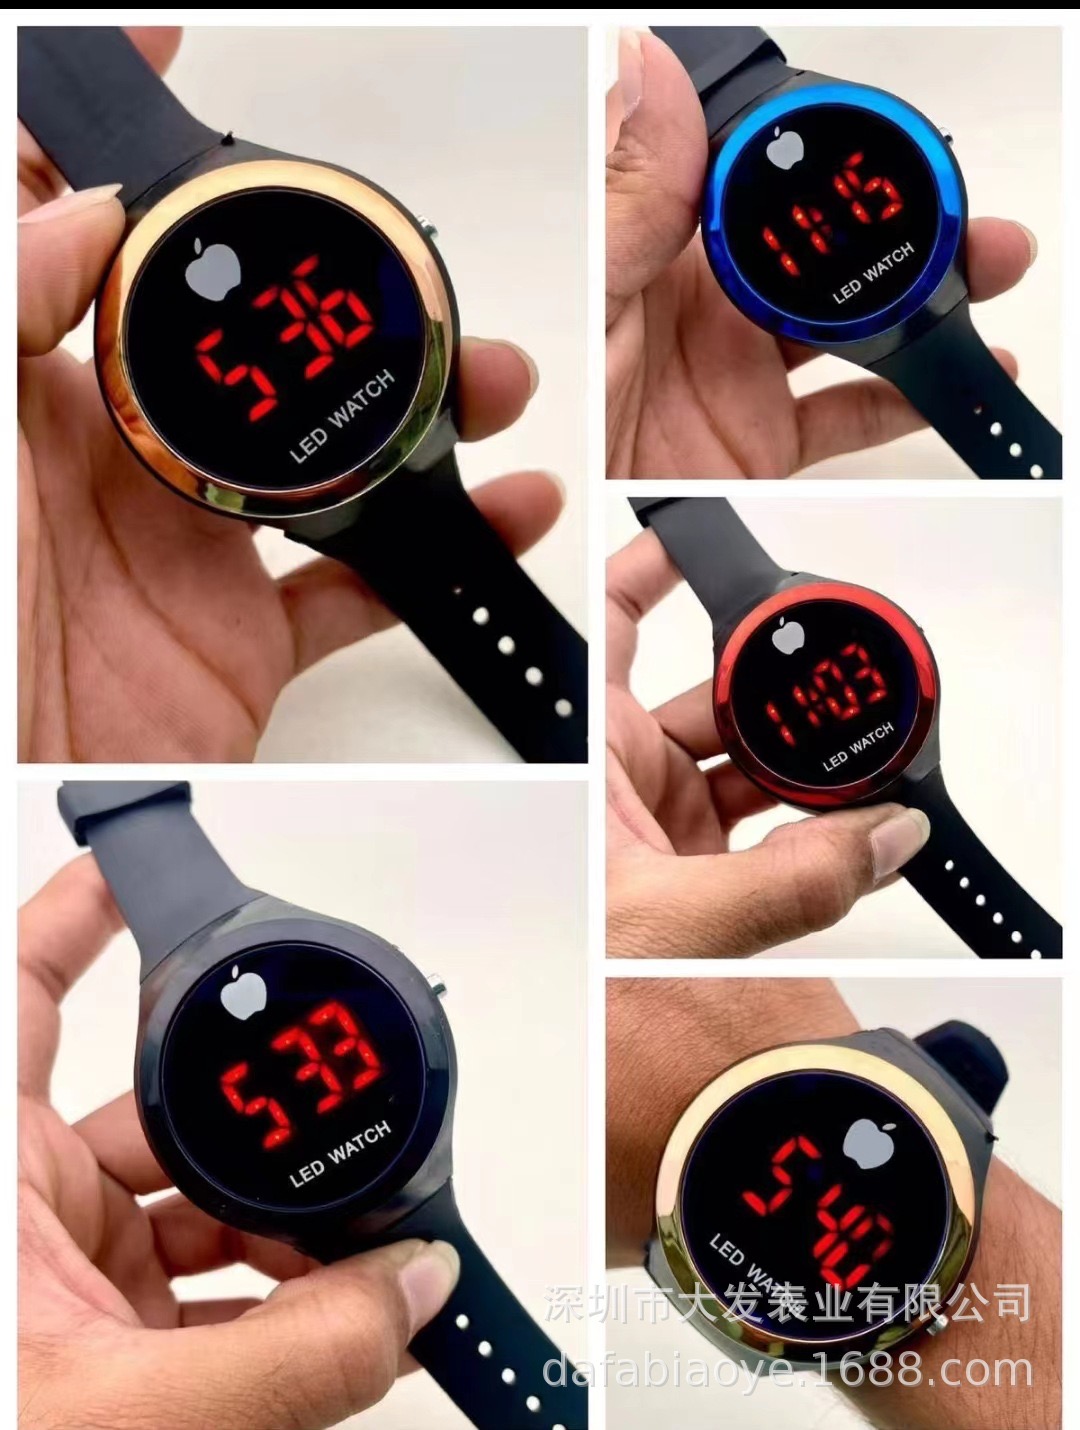 5 36
LED WATCH
11:15
LED WATCH
11:03
LED WATCH
5 33
LED WATCH
5 40
LED WATCH
深圳市大发表业有限公司
dafabiaoye.1688.com